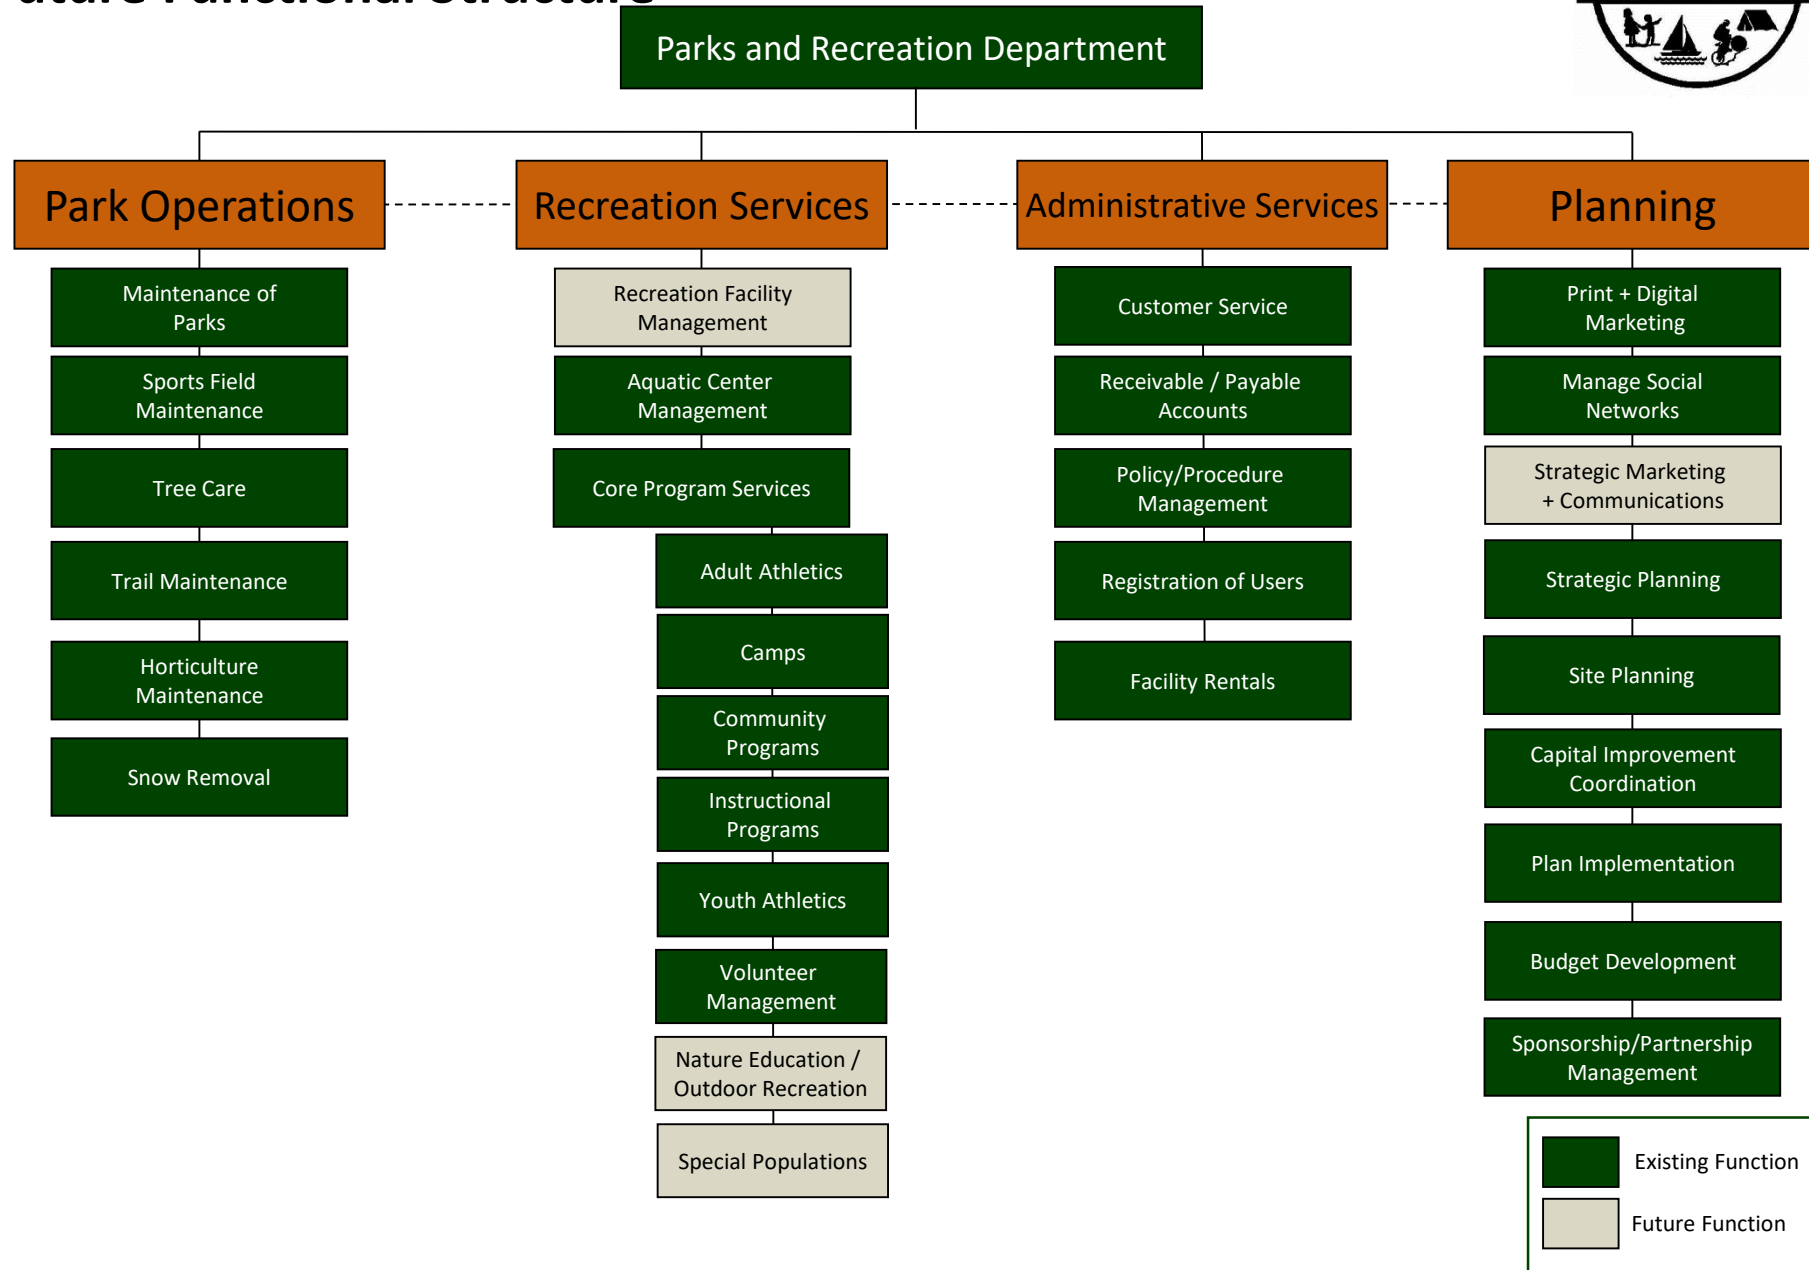 Future Functional Structure
Parks and Recreation Department
Park Operations
Recreation Services
Administrative Services
Planning
Maintenance of
Parks
Sports Field
Maintenance
Tree Care
Trail Maintenance
Horticulture
Maintenance
Snow Removal
Recreation Facility
Management
Aquatic Center
Management
Core Program Services
Adult Athletics
Camps
Community
Programs
Instructional
Programs
Youth Athletics
Volunteer
Management
Nature Education /
Outdoor Recreation
Special Populations
Customer Service
Receivable / Payable
Accounts
Policy/Procedure
Management
Registration of Users
Facility Rentals
Print + Digital
Marketing
Manage Social
Networks
Strategic Marketing
+ Communications
Strategic Planning
Site Planning
Capital Improvement
Coordination
Plan Implementation
Budget Development
Sponsorship/Partnership
Management
Existing Function
Future Function